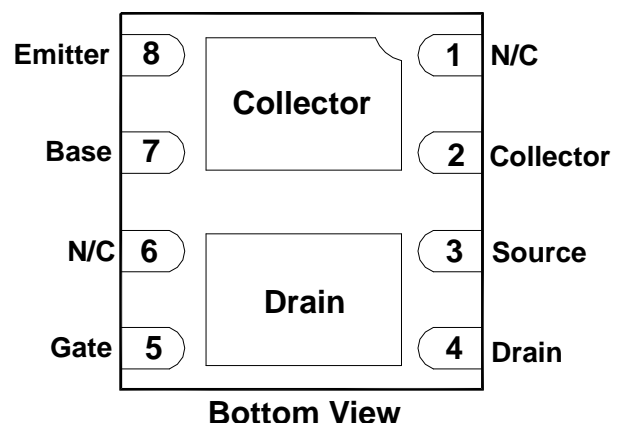 Emitter 8 1 N/C
Collector
Base 7 2 Collector
N/C 6 3 Source
Drain
Gate 5 4 Drain
Bottom View